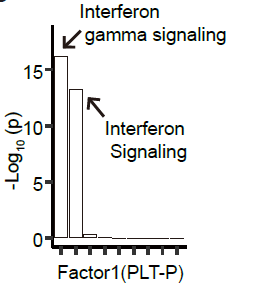 Interferon
gamma signaling
15
10
5
0
-Log10 (p)
Interferon
Signaling
Factor1(PLT-P)